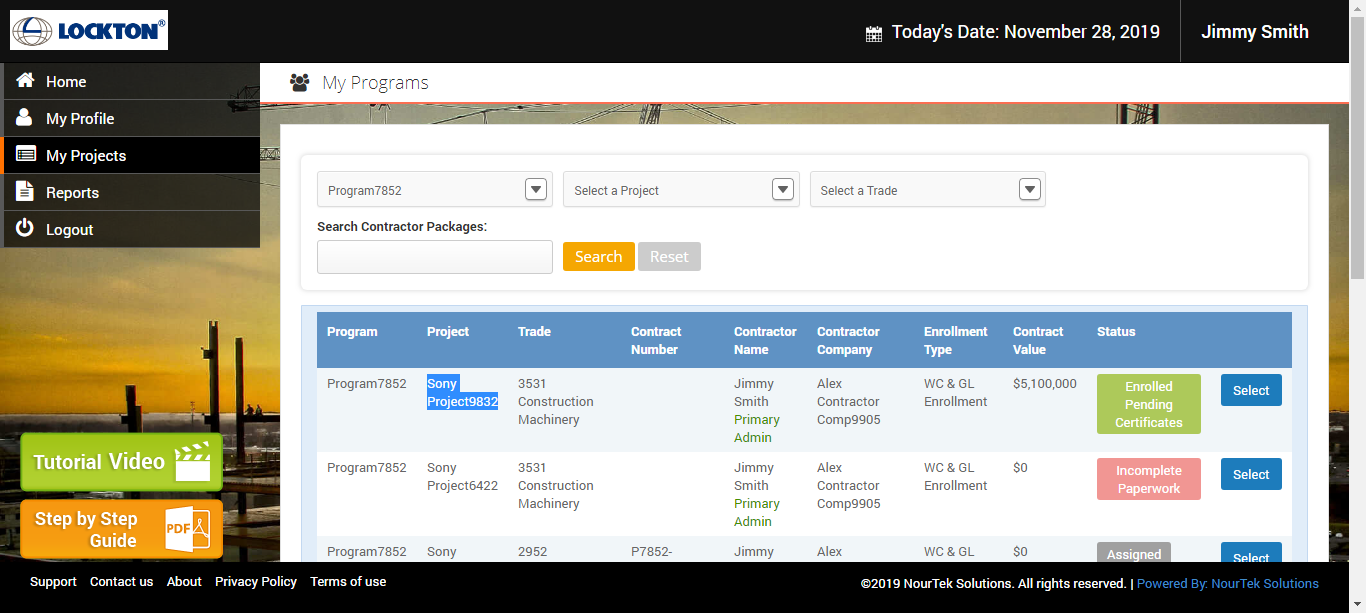 LOCKTON®
Today's Date: November 28, 2019
Jimmy Smith
Home
My Profile
My Projects
Reports
Logout
Tutorial Video
Step by Step
Guide
PDF
My Programs
Program7852
Select a Project
Select a Trade
Search Contractor Packages:
Search
Reset
Program Project Trade Contract Number Contractor Name Contractor Company Enrollment Type Contract Value Status
Program7852 Sony Project9832 3531 Construction Machinery Jimmy Smith Primary Admin Alex Contractor Comp9905 WC & GL Enrollment $5,100,000 Enrolled Pending Certificates Select
Program7852 Sony Project6422 3531 Construction Machinery Jimmy Smith Primary Admin Alex Contractor Comp9905 WC & GL Enrollment $0 Incomplete Paperwork Select
Program7852 Sony 2952 P7852- Jimmy Alex WC & GL $0 Assigned Select
Support Contact us About Privacy Policy Terms of use
©2019 NourTek Solutions. All rights reserved. | Powered By: NourTek Solutions